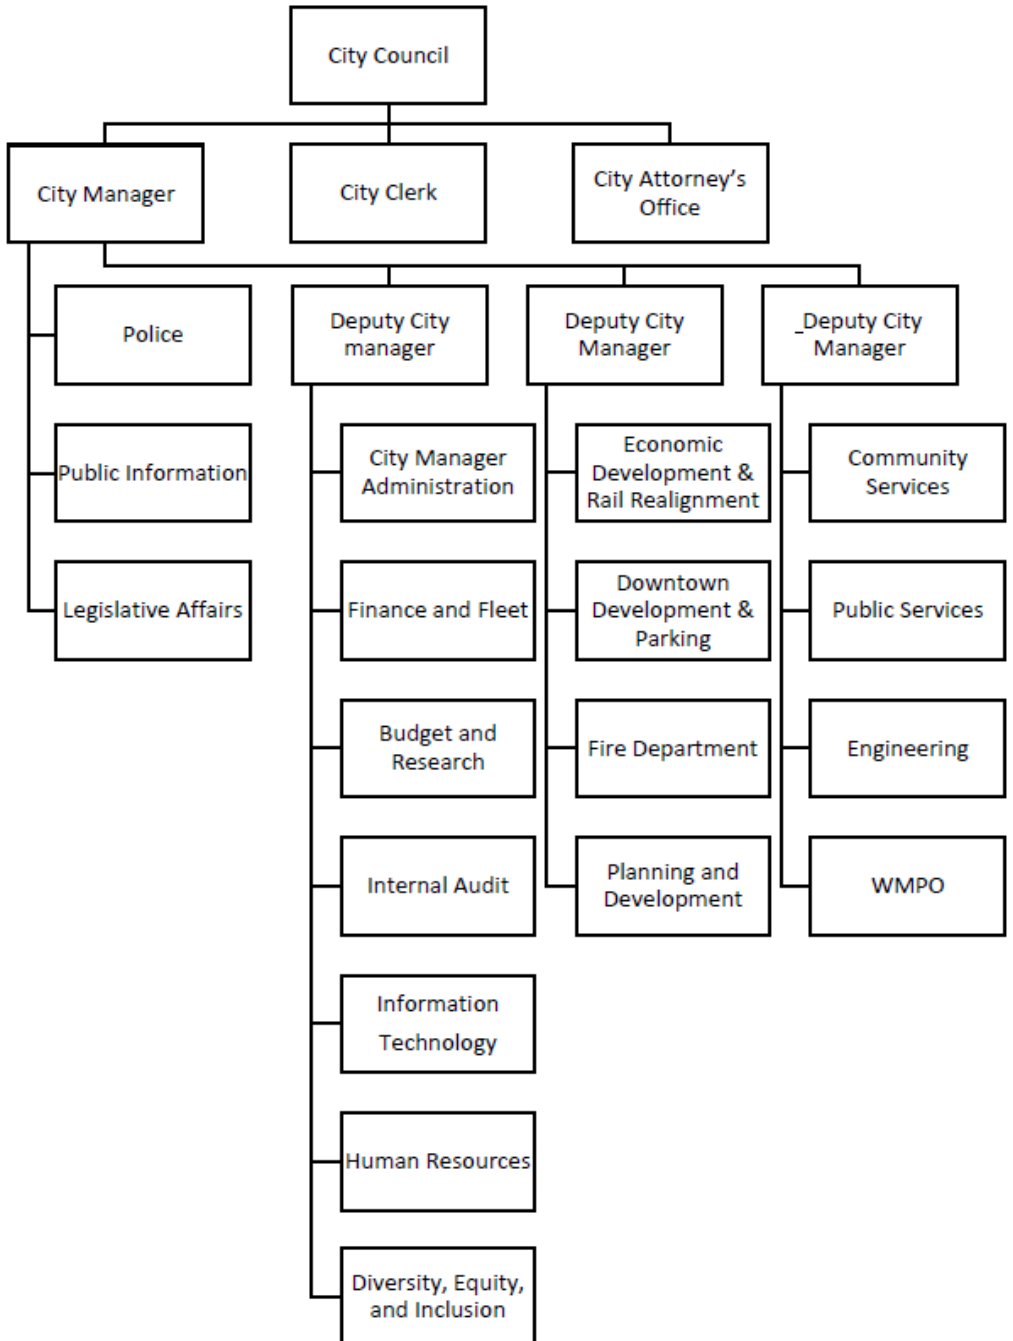 City Council
City Manager
City Clerk
City Attorney’s
Office
Police
Public Information
Legislative Affairs
Deputy City
manager
City Manager
Administration
Finance and Fleet
Budget and
Research
Internal Audit
Information
Technology
Human Resources
Diversity, Equity,
and Inclusion
Deputy City
Manager
Economic
Development &
Rail Realignment
Downtown
Development &
Parking
Fire Department
Planning and
Development
_Deputy City
Manager
Community
Services
Public Services
Engineering
WMPO